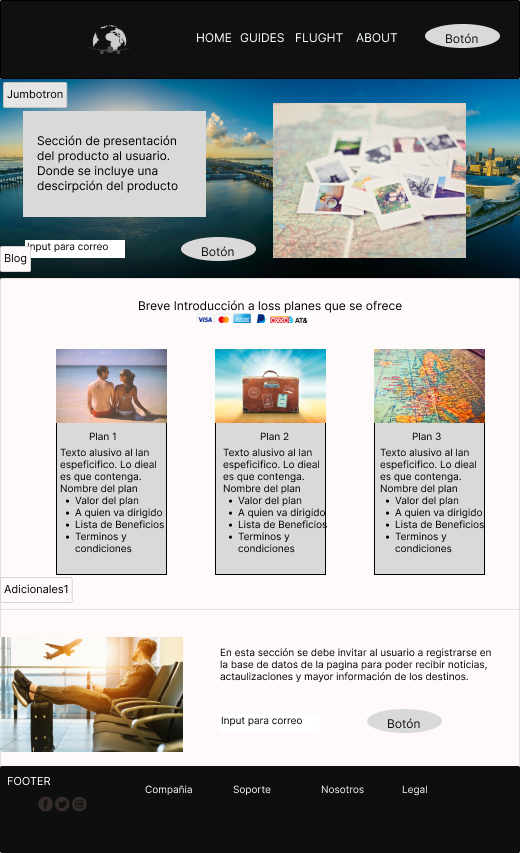 HOME GUIDES FLUGHT ABOUT Botón
Jumbotron
Sección de presentación
del producto al usuario.
Donde se incluye una
descirpción del producto
Input para correo
Botón
Blog
Breve Introducción a loss planes que se ofrece
VISA AT&
Plan 1
Texto alusivo al lan
espeficifico. Lo dieal
es que contenga.
Nombre del plan
• Valor del plan
• A quien va dirigido
• Lista de Beneficios
• Terminos y
condiciones
Plan 2
Texto alusivo al lan
espeficifico. Lo dieal
es que contenga.
Nombre del plan
• Valor del plan
• A quien va dirigido
• Lista de Beneficios
• Terminos y
condiciones
Plan 3
Texto alusivo al lan
espeficifico. Lo dieal
es que contenga.
Nombre del plan
• Valor del plan
• A quien va dirigido
• Lista de Beneficios
• Terminos y
condiciones
Adicionales1
En esta sección se debe invitar al usuario a registrarse en
la base de datos de la pagina para poder recibir noticias,
actaulizaciones y mayor información de los destinos.
Input para correo
Botón
FOOTER
Compañia Soporte Nosotros Legal